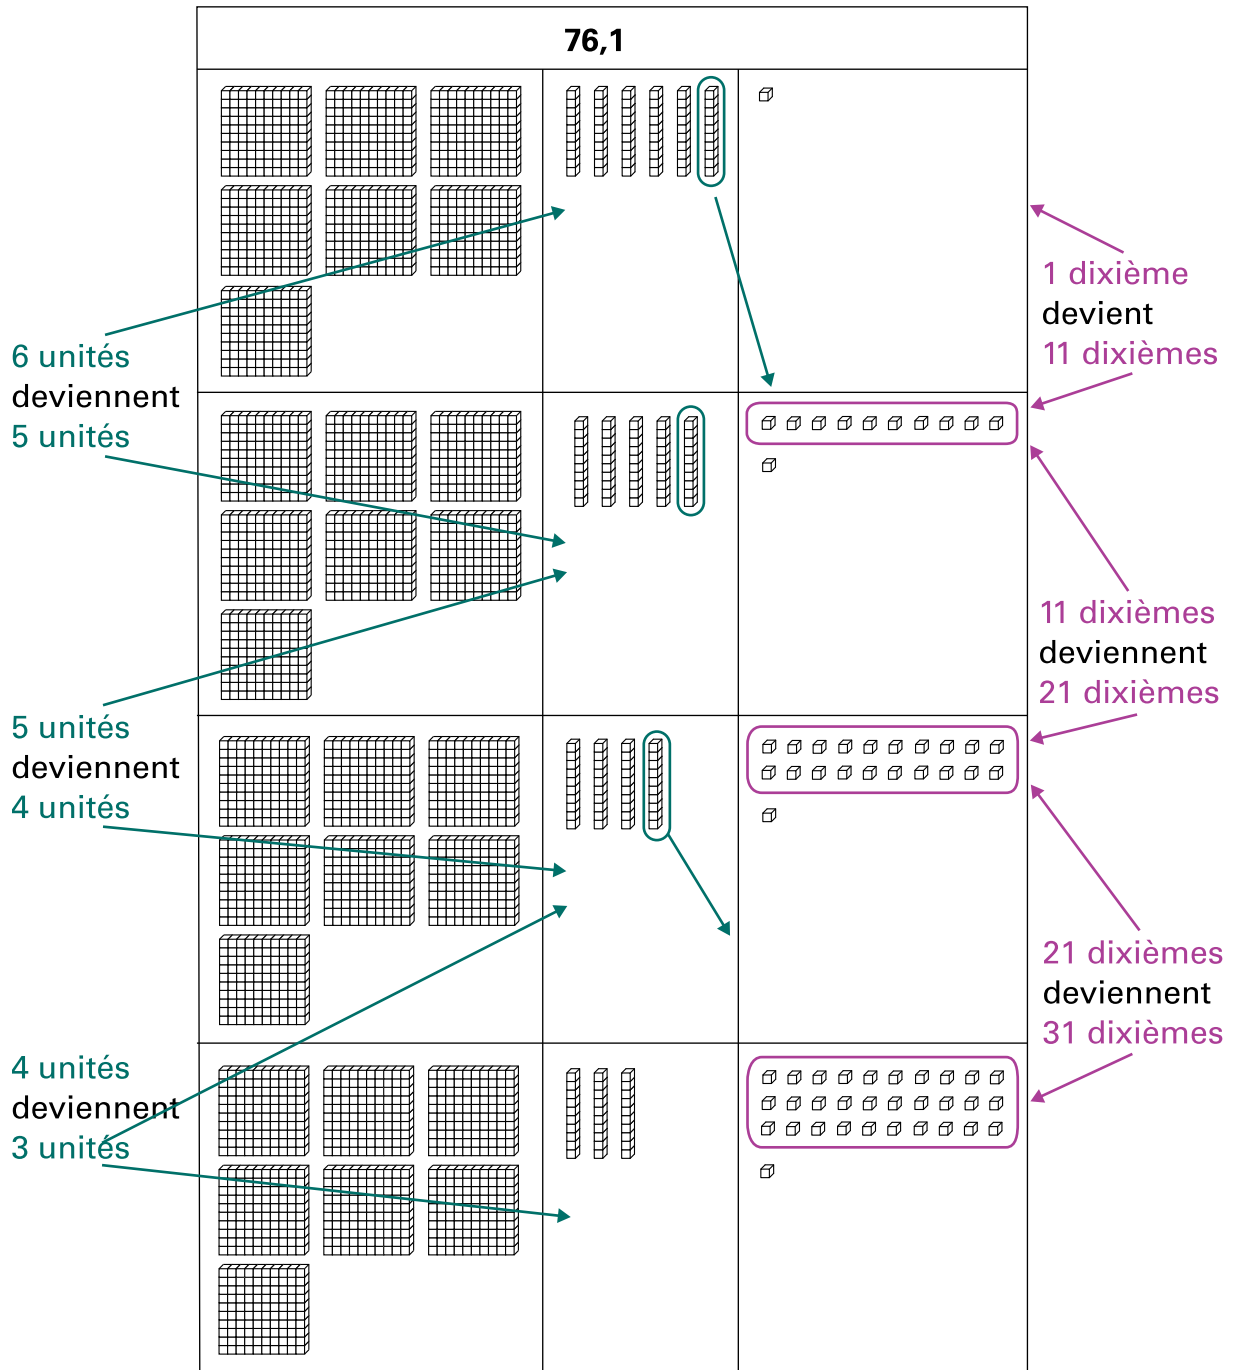 76,1
1 dixième
devient
11 dixièmes
6 unités
deviennent
5 unités
11 dixièmes
deviennent
21 dixièmes
5 unités
deviennent
4 unités
21 dixièmes
deviennent
31 dixièmes
4 unités
deviennent
3 unités